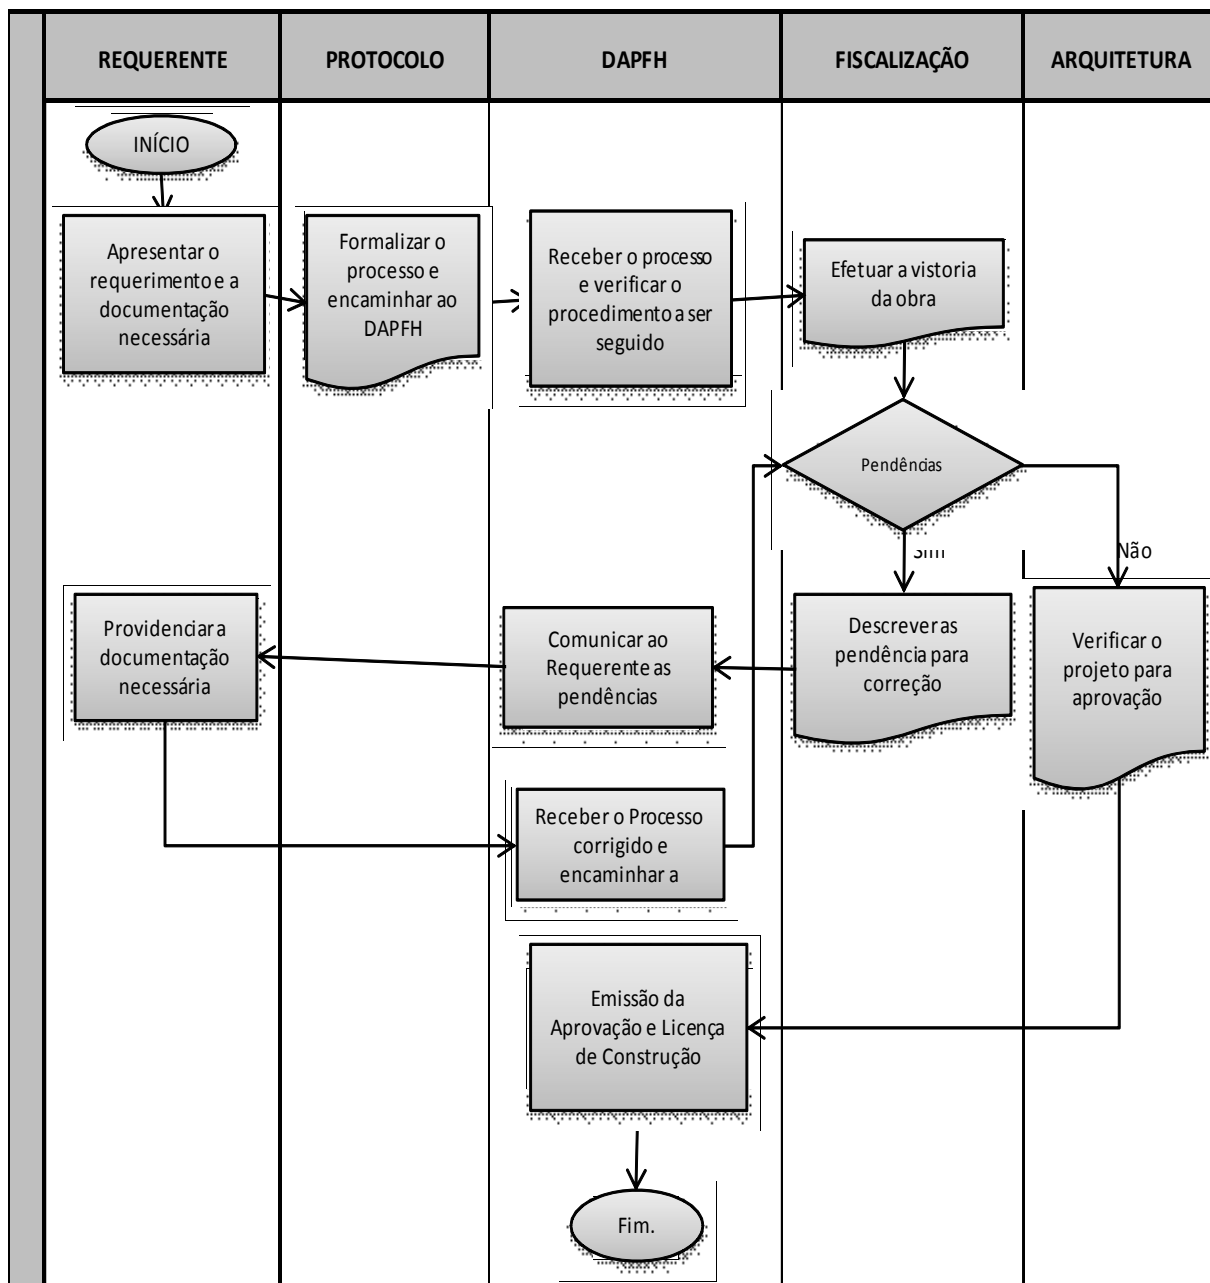 REQUERENTE
PROTOCOLO
DAPFH
FISCALIZAÇÃO
ARQUITETURA
INÍCIO
Apresentar o
requerimento e a
documentação
necessária
Formalizar o
processo e
encaminhar ao
DAPFH
Receber o processo
e verificar o
procedimento a ser
seguido
Efetuar a vistoria
da obra
Pendências
Sim
Não
Providenciar a
documentação
necessária
Comunicar ao
Requerente as
pendências
Descrever as
pendência para
correção
Verificar o
projeto para
aprovação
Receber o Processo
corrigido e
encaminhar a
Emissão da
Aprovação e Licença
de Construção
Fim.